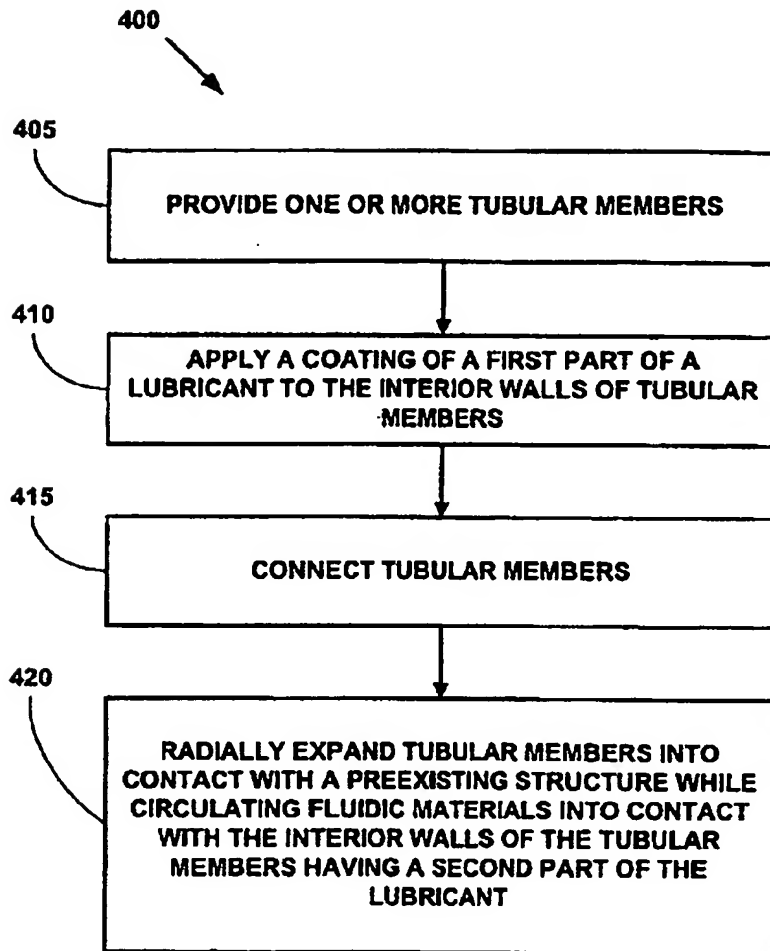 400
405
PROVIDE ONE OR MORE TUBULAR MEMBERS
410
APPLY A COATING OF A FIRST PART OF A
LUBRICANT TO THE INTERIOR WALLS OF TUBULAR
MEMBERS
415
CONNECT TUBULAR MEMBERS
420
RADIALLY EXPAND TUBULAR MEMBERS INTO
CONTACT WITH A PREEXISTING STRUCTURE WHILE
CIRCULATING FLUIDIC MATERIALS INTO CONTACT
WITH THE INTERIOR WALLS OF THE TUBULAR
MEMBERS HAVING A SECOND PART OF THE
LUBRICANT